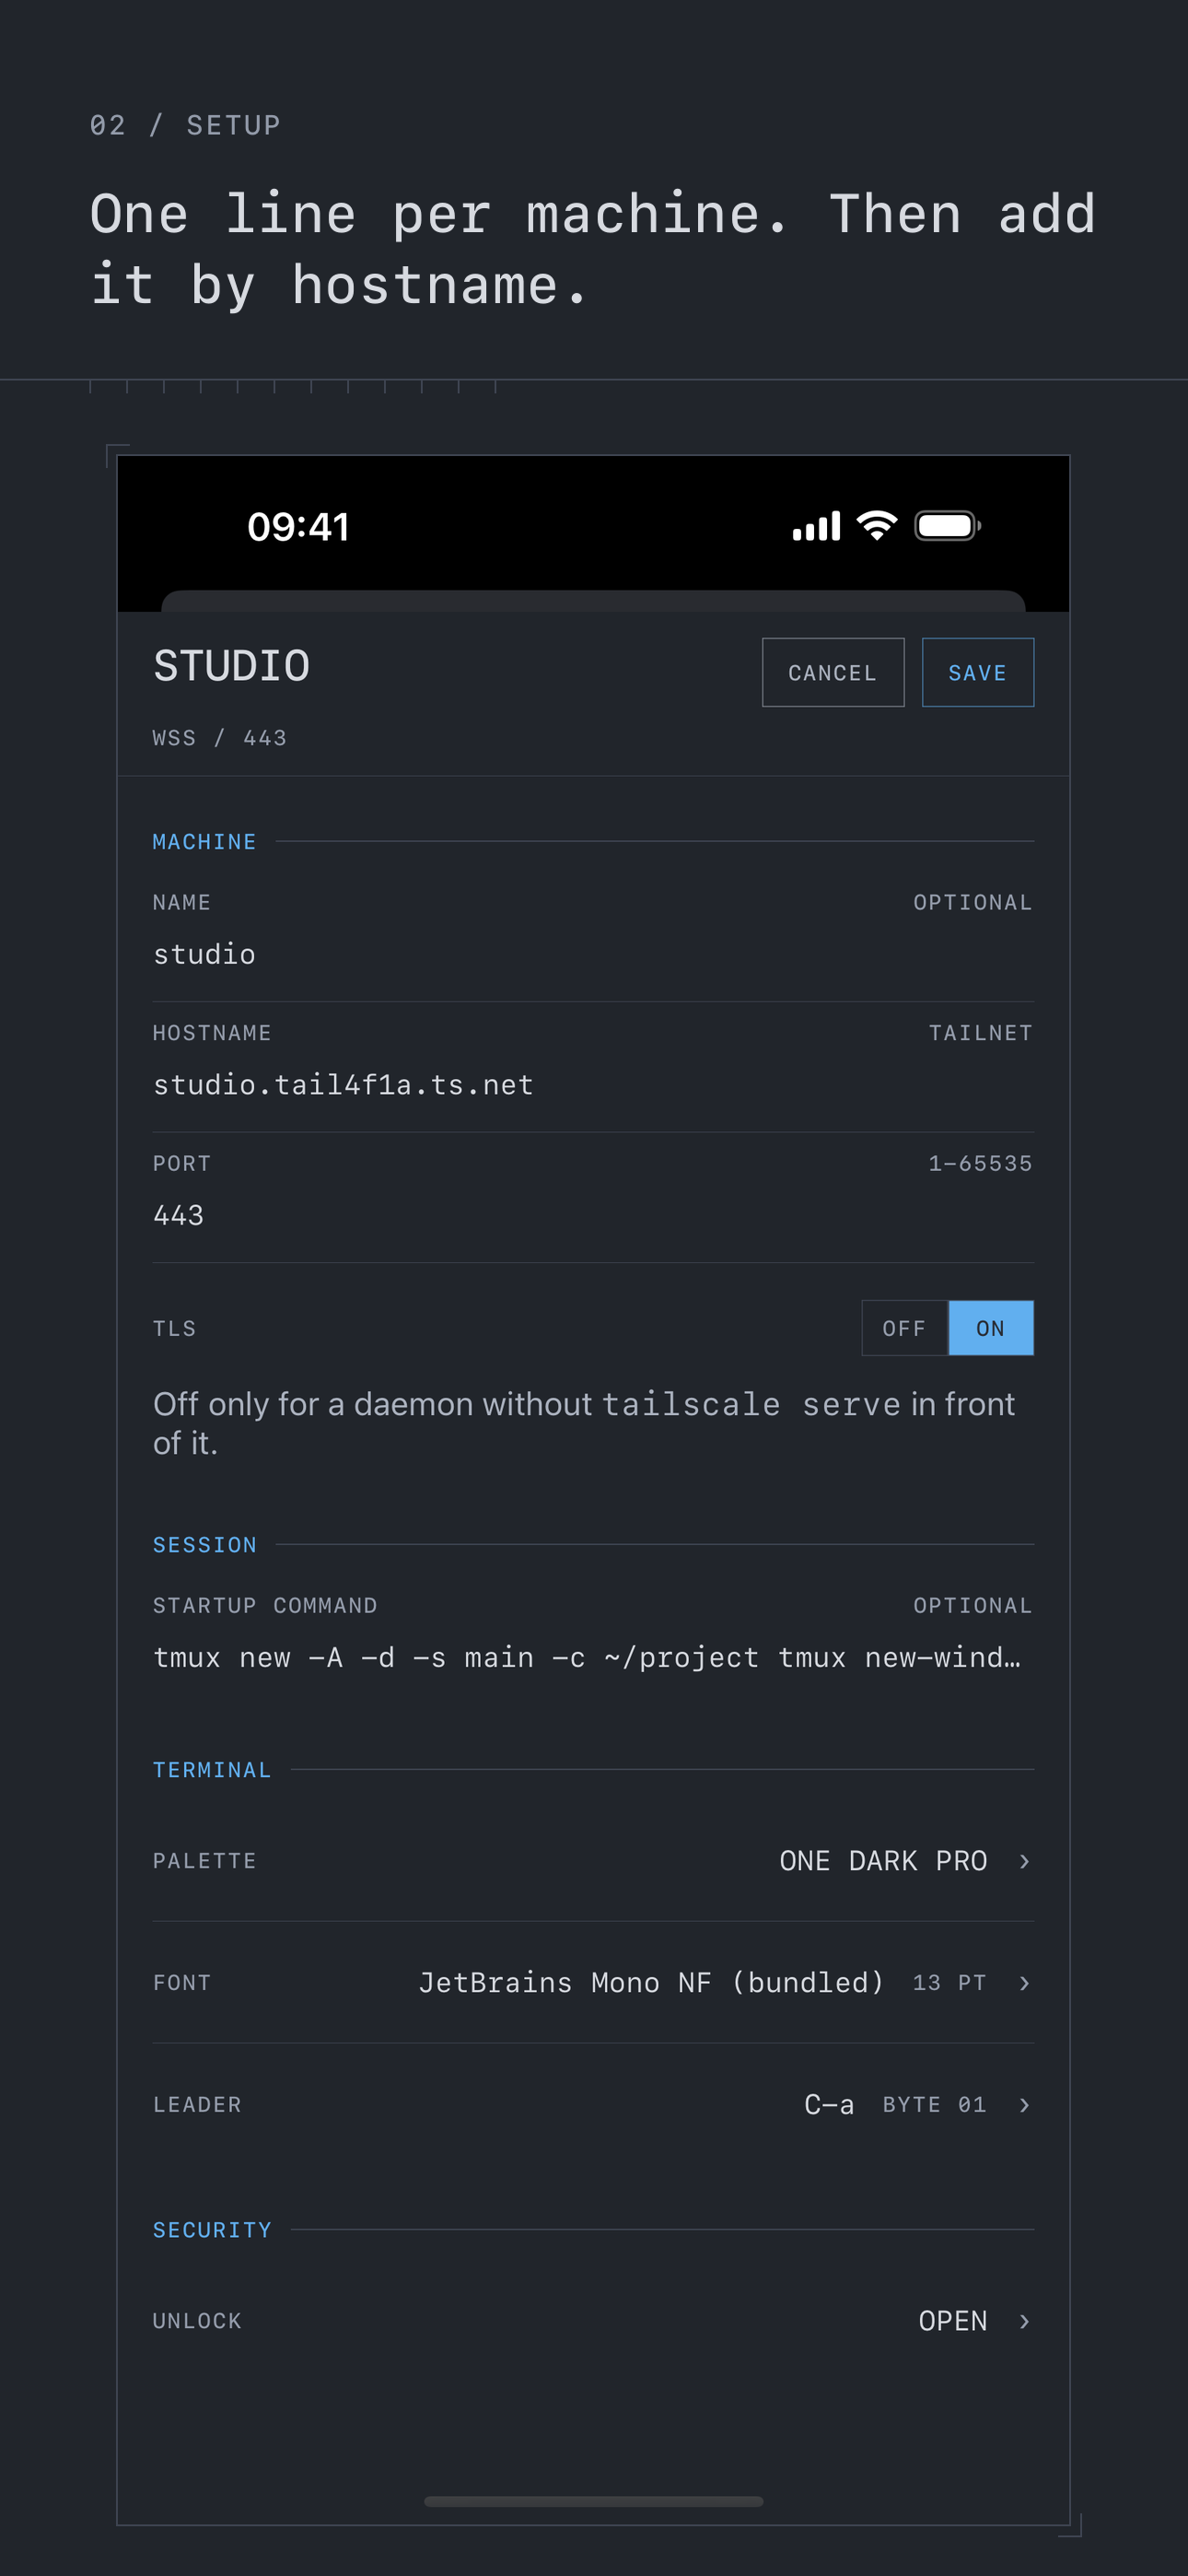 02 / SETUP
One line per machine. Then add
it by hostname.
09:41
STUDIO
CANCEL
SAVE
WSS / 443
MACHINE
NAME OPTIONAL
studio
HOSTNAME TAILNET
studio.tail4f1a.ts.net
PORT 1–65535
443
TLS OFF ON
Off only for a daemon without tailscale serve in front
of it.
SESSION
STARTUP COMMAND OPTIONAL
tmux new -A -d -s main -c ~/project tmux new-wind…
TERMINAL
PALETTE ONE DARK PRO ›
FONT JetBrains Mono NF (bundled) 13 PT ›
LEADER C-a BYTE 01 ›
SECURITY
UNLOCK OPEN ›